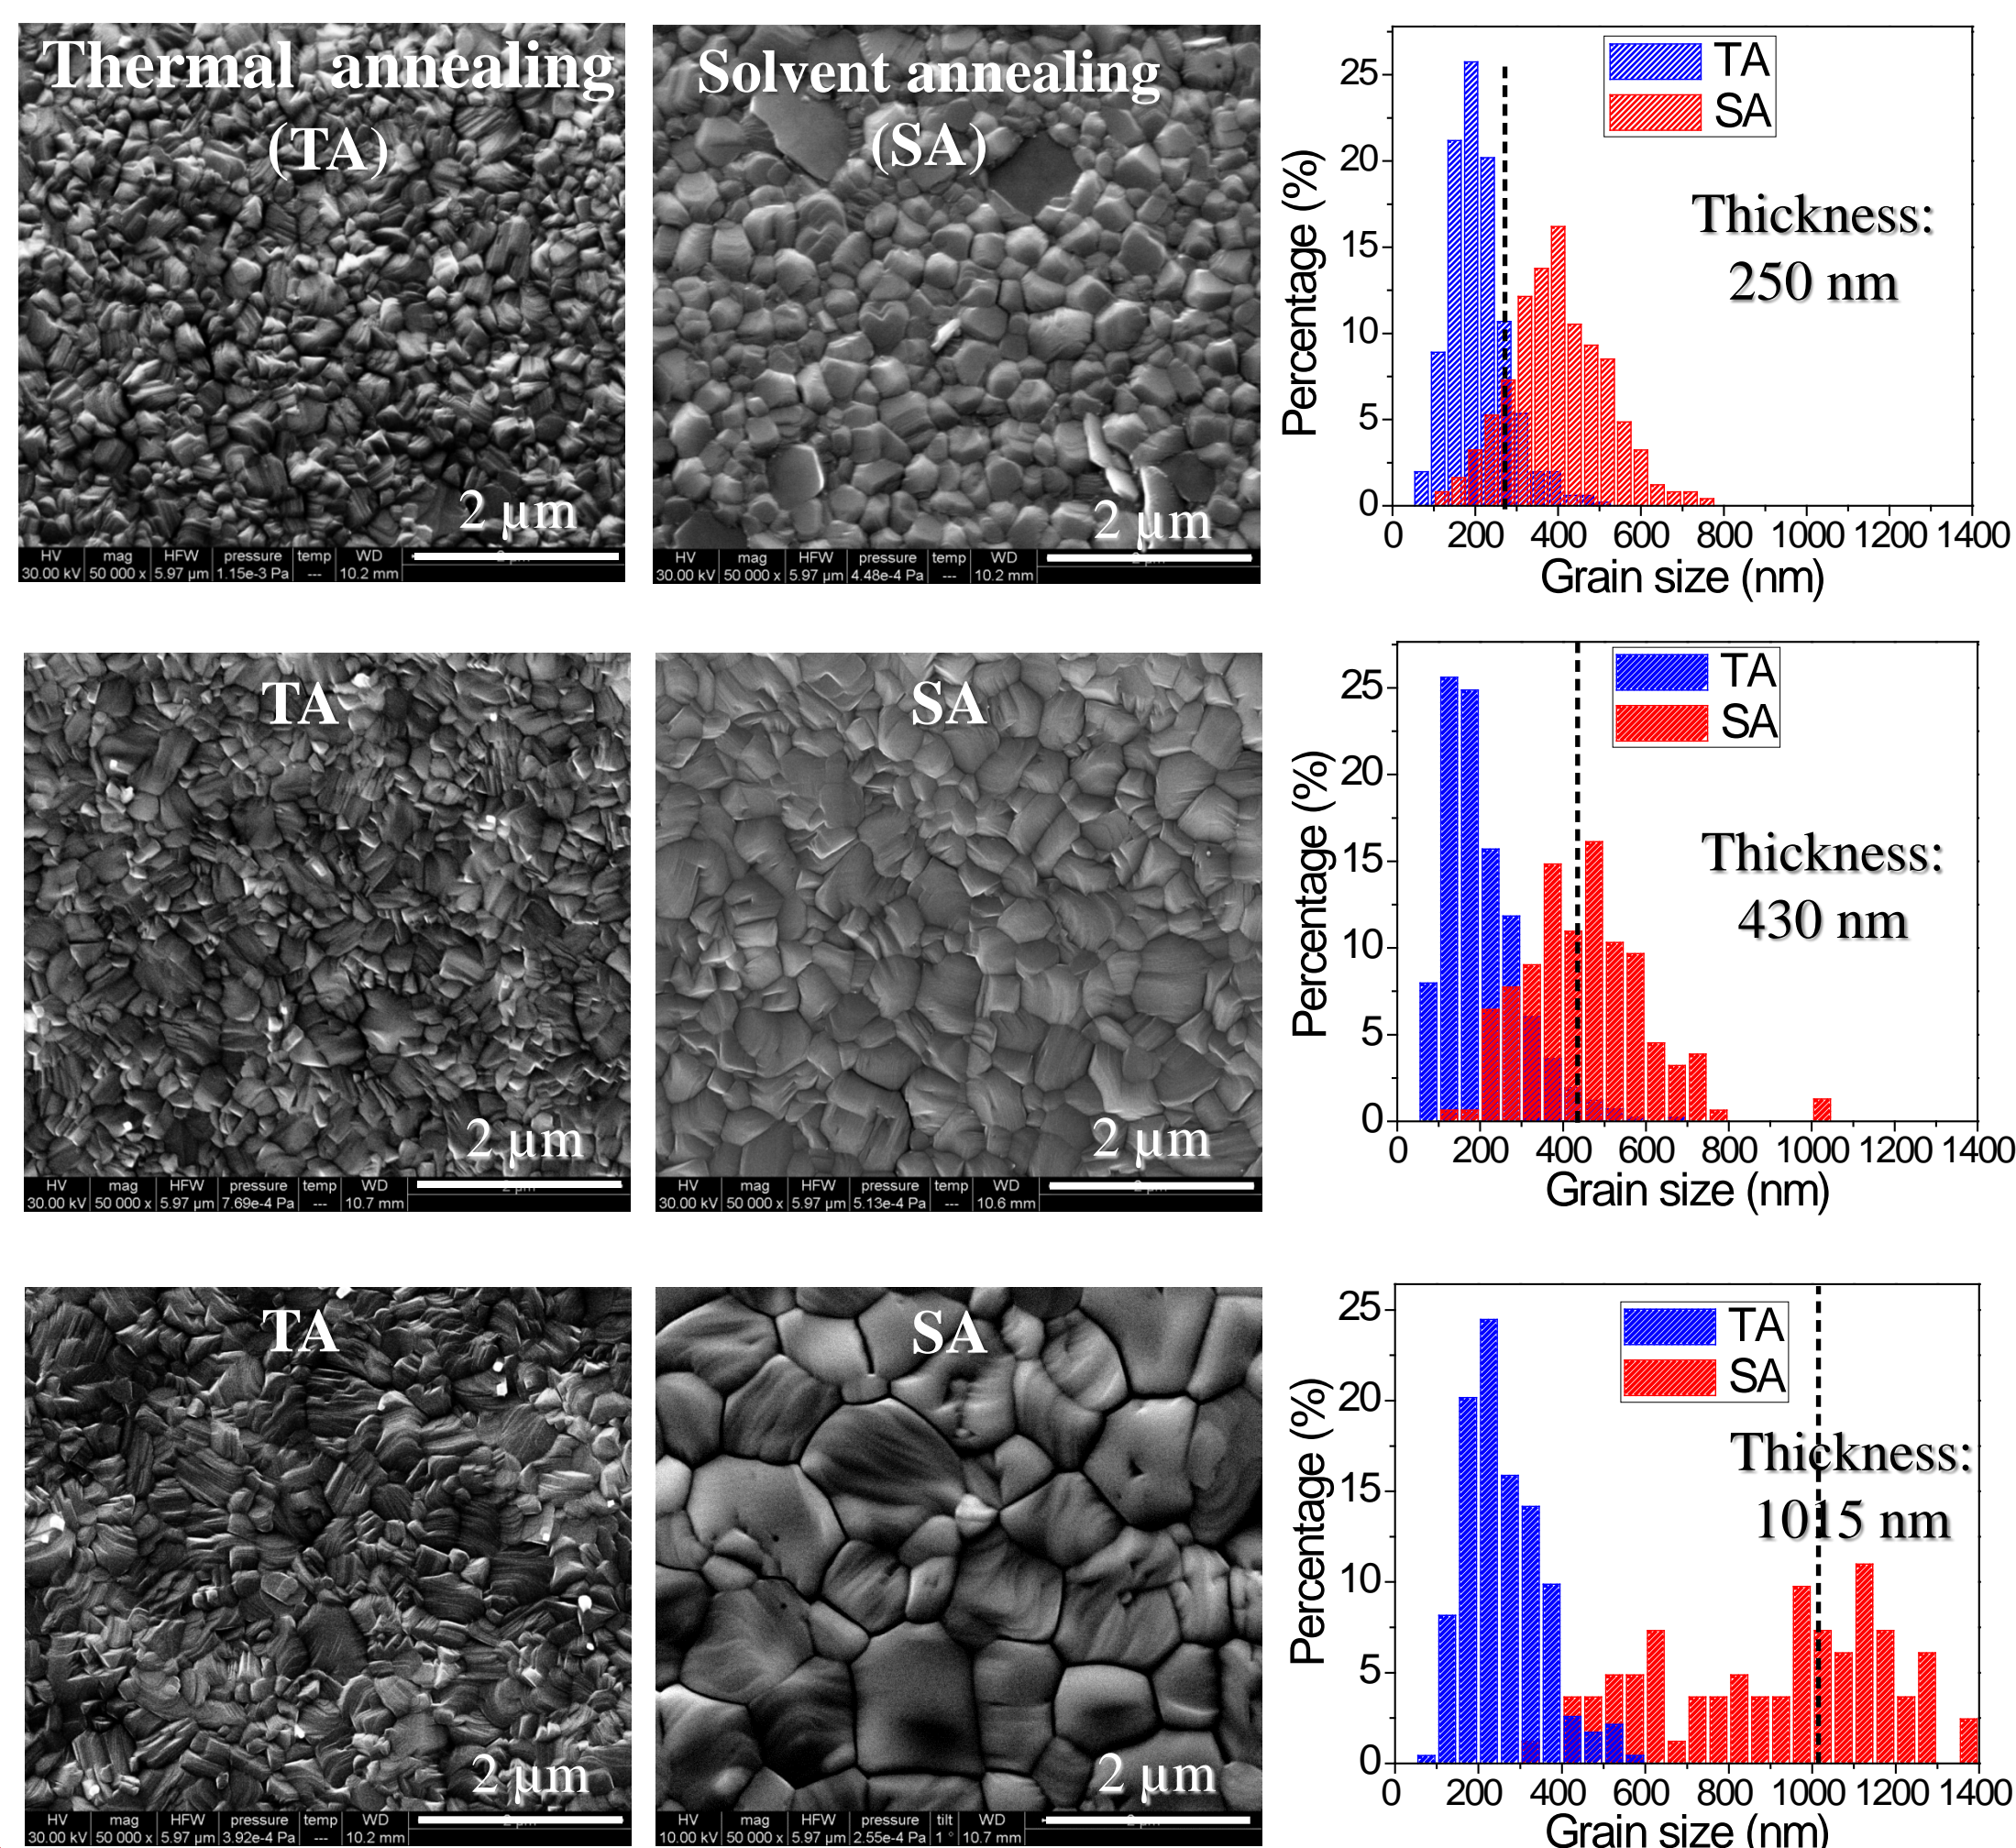 Thermal annealing
(TA)
2 µm
HV mag HFW pressure temp WD
30.00 kV 50 000 x 5.97 µm 1.15e-3 Pa --- 10.2 mm
Solvent annealing
(SA)
2 µm
HV mag HFW pressure temp WD
30.00 kV 50 000 x 5.97 µm 4.48e-4 Pa --- 10.2 mm
TA
SA
Thickness:
250 nm
Percentage (%)
25
20
15
10
5
0
0 200 400 600 800 1000 1200 1400
Grain size (nm)
TA
2 µm
HV mag HFW pressure temp WD
30.00 kV 50 000 x 5.97 µm 7.69e-4 Pa --- 10.7 mm
SA
2 µm
HV mag HFW pressure temp WD
30.00 kV 50 000 x 5.97 µm 5.13e-4 Pa --- 10.6 mm
TA
SA
Thickness:
430 nm
Percentage (%)
25
20
15
10
5
0
0 200 400 600 800 1000 1200 1400
Grain size (nm)
TA
2 µm
HV mag HFW pressure temp WD
30.00 kV 50 000 x 5.97 µm 3.92e-4 Pa --- 10.2 mm
SA
2 µm
HV mag HFW pressure tilt WD
10.00 kV 50 000 x 5.97 µm 2.55e-4 Pa 1 ° 10.7 mm
TA
SA
Thickness:
1015 nm
Percentage (%)
25
20
15
10
5
0
0 200 400 600 800 1000 1200 1400
Grain size (nm)